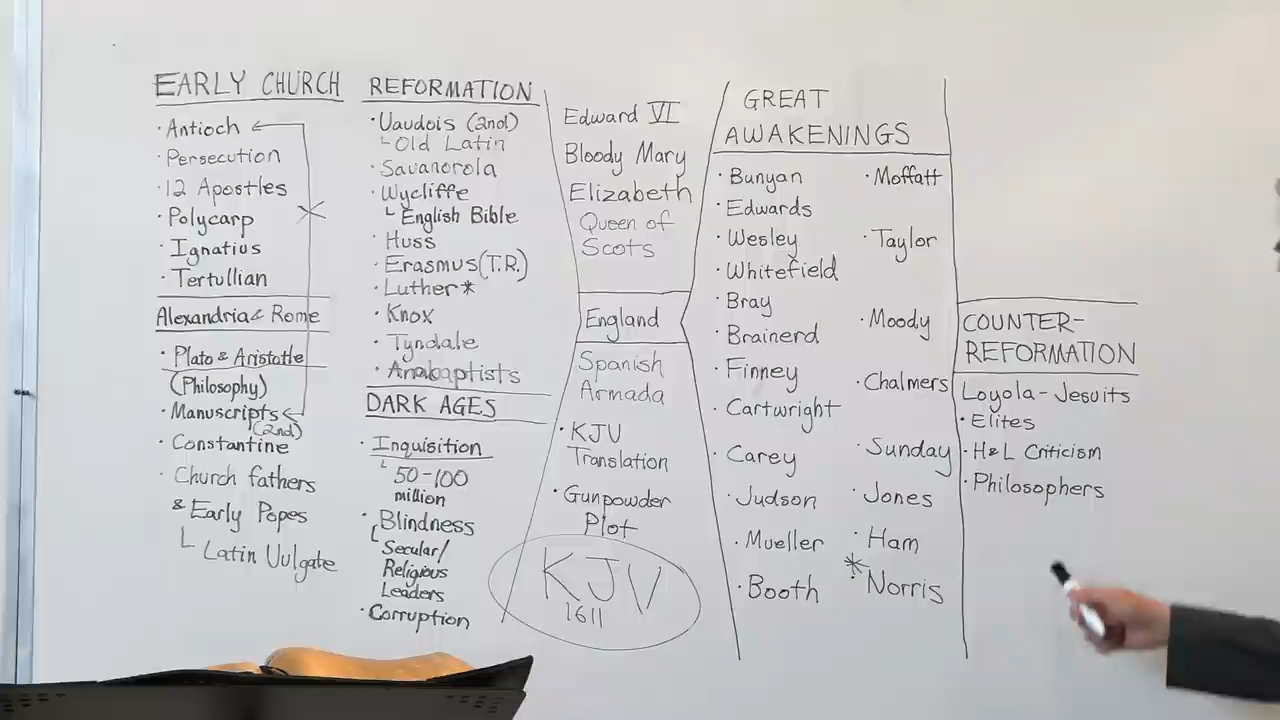 EARLY CHURCH
· Antioch
· Persecution
· 12 Apostles
· Polycarp
· Ignatius
· Tertullian
Alexandria & Rome
· Plato & Aristotle
(Philosophy)
· Manuscripts
(2nd)
· Constantine
· Church fathers
& Early Popes
└ Latin Vulgate
REFORMATION
· Vaudois (2nd)
└ Old Latin
· Savanorola
· Wycliffe
└ English Bible
· Huss
· Erasmus (T.R.)
· Luther *
· Knox
· Tyndale
· Anabaptists
DARK AGES
· Inquisition
└ 50-100
million
· Blindness
└ Secular/
Religious
Leaders
· Corruption
Edward VI
Bloody Mary
Elizabeth
Queen of
Scots
England
Spanish
Armada
· KJV
Translation
· Gunpowder
Plot
KJV
1611
GREAT
AWAKENINGS
· Bunyan
· Edwards
· Wesley
· Whitefield
· Bray
· Brainerd
· Finney
· Cartwright
· Carey
· Judson
· Mueller
· Booth
· Moffatt
· Taylor
· Moody
· Chalmers
· Sunday
· Jones
· Ham
* · Norris
COUNTER-
REFORMATION
Loyola - Jesuits
· Elites
· H&L Criticism
· Philosophers